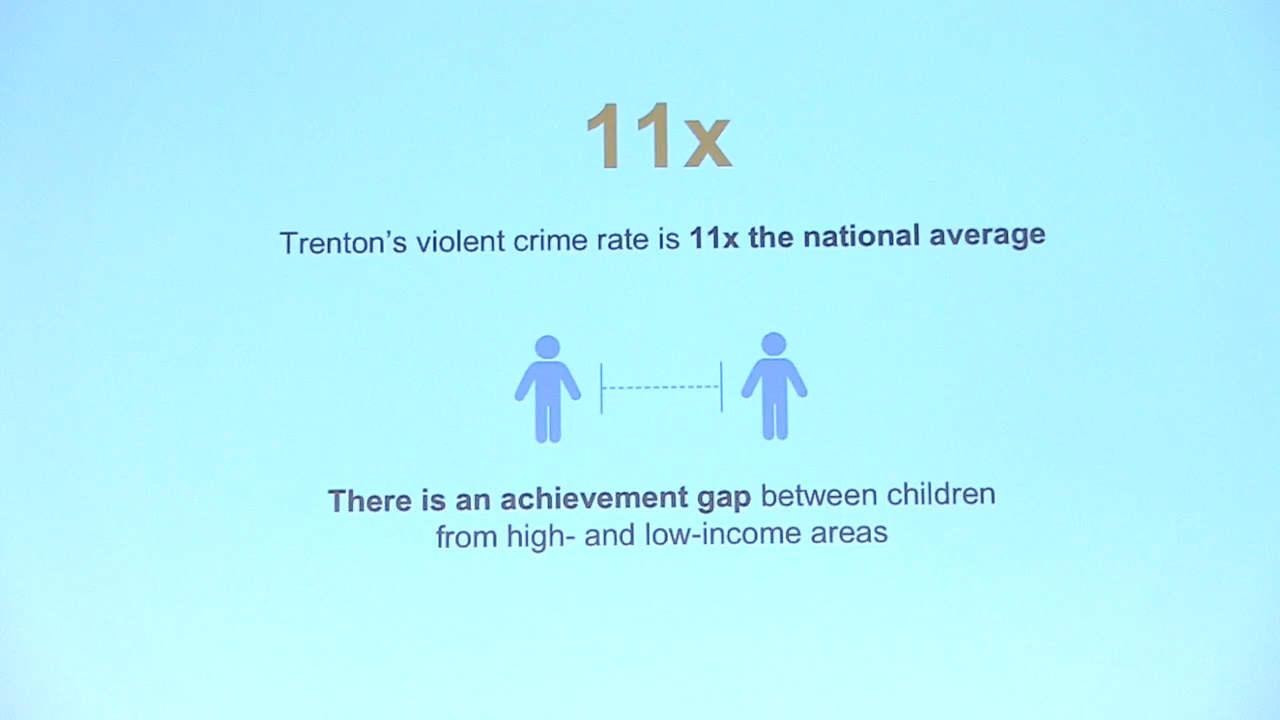 11x
Trenton’s violent crime rate is 11x the national average
There is an achievement gap between children
from high- and low-income areas